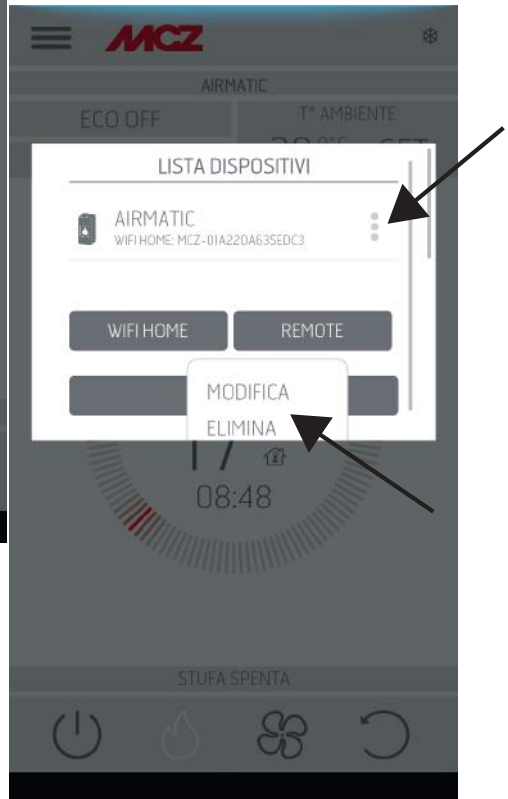 MCZ
AIRMATIC
ECO OFF
T* AMBIENTE
LISTA DISPOSITIVI
AIRMATIC
WIFI HOME: MCZ-01A220A635EDC3
WIFI HOME
REMOTE
MODIFICA
ELIMINA
17
08:48
STUFA SPENTA